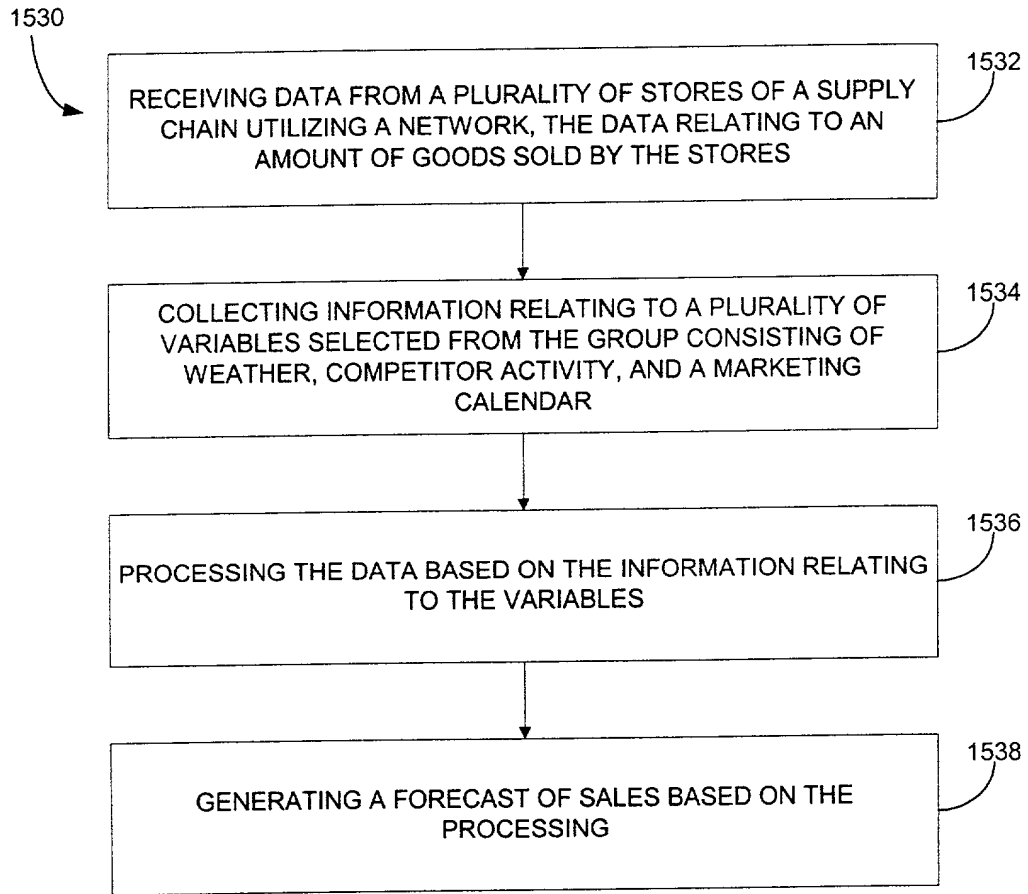 1530
1532
RECEIVING DATA FROM A PLURALITY OF STORES OF A SUPPLY
CHAIN UTILIZING A NETWORK, THE DATA RELATING TO AN
AMOUNT OF GOODS SOLD BY THE STORES
1534
COLLECTING INFORMATION RELATING TO A PLURALITY OF
VARIABLES SELECTED FROM THE GROUP CONSISTING OF
WEATHER, COMPETITOR ACTIVITY, AND A MARKETING
CALENDAR
1536
PROCESSING THE DATA BASED ON THE INFORMATION RELATING
TO THE VARIABLES
1538
GENERATING A FORECAST OF SALES BASED ON THE
PROCESSING